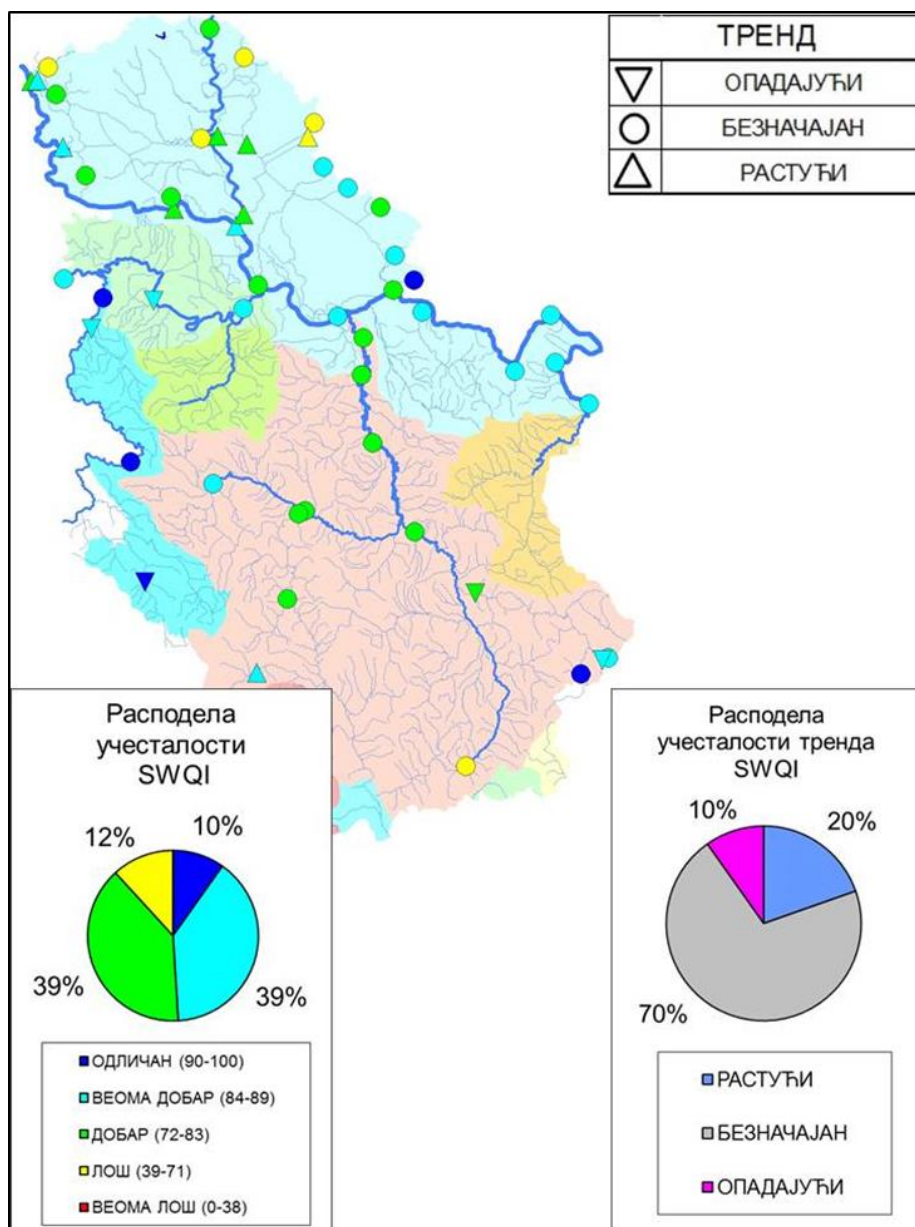 ТРЕНД
ОПАДАЈУЋИ
БЕЗНАЧАЈАН
РАСТУЋИ
Расподела
учесталости
SWQI
12%
10%
39%
39%
ОДЛИЧАН (90-100)
ВЕОМА ДОБАР (84-89)
ДОБАР (72-83)
ЛОШ (39-71)
ВЕОМА ЛОШ (0-38)
Расподела
учесталости тренда
SWQI
10%
20%
70%
РАСТУЋИ
БЕЗНАЧАЈАН
ОПАДАЈУЋИ